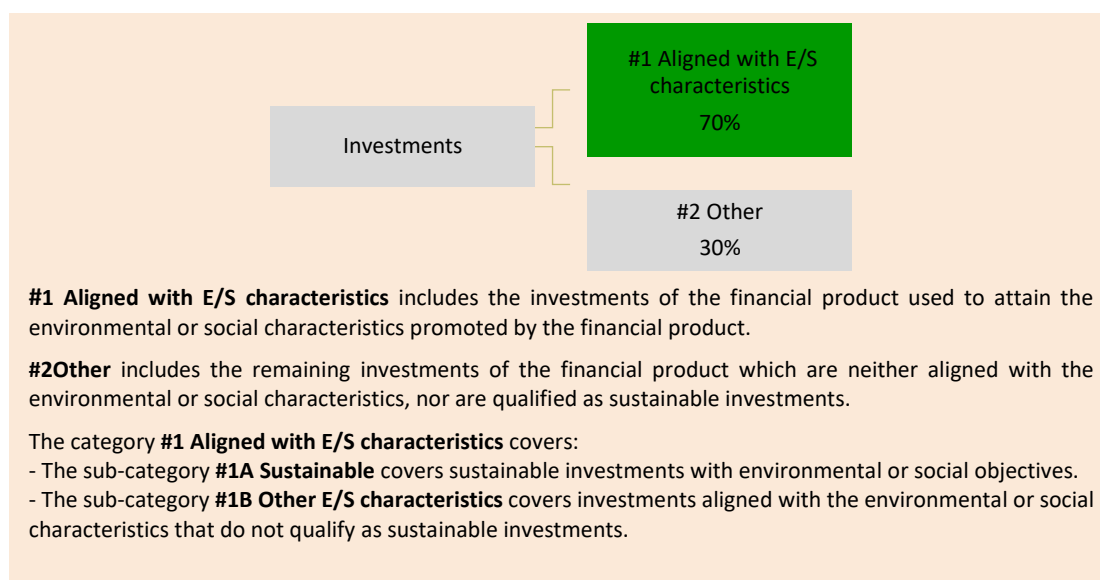 #1 Aligned with E/S
characteristics
70%
Investments
#2 Other
30%
#1 Aligned with E/S characteristics includes the investments of the financial product used to attain the
environmental or social characteristics promoted by the financial product.
#2Other includes the remaining investments of the financial product which are neither aligned with the
environmental or social characteristics, nor are qualified as sustainable investments.
The category #1 Aligned with E/S characteristics covers:
- The sub-category #1A Sustainable covers sustainable investments with environmental or social objectives.
- The sub-category #1B Other E/S characteristics covers investments aligned with the environmental or social
characteristics that do not qualify as sustainable investments.